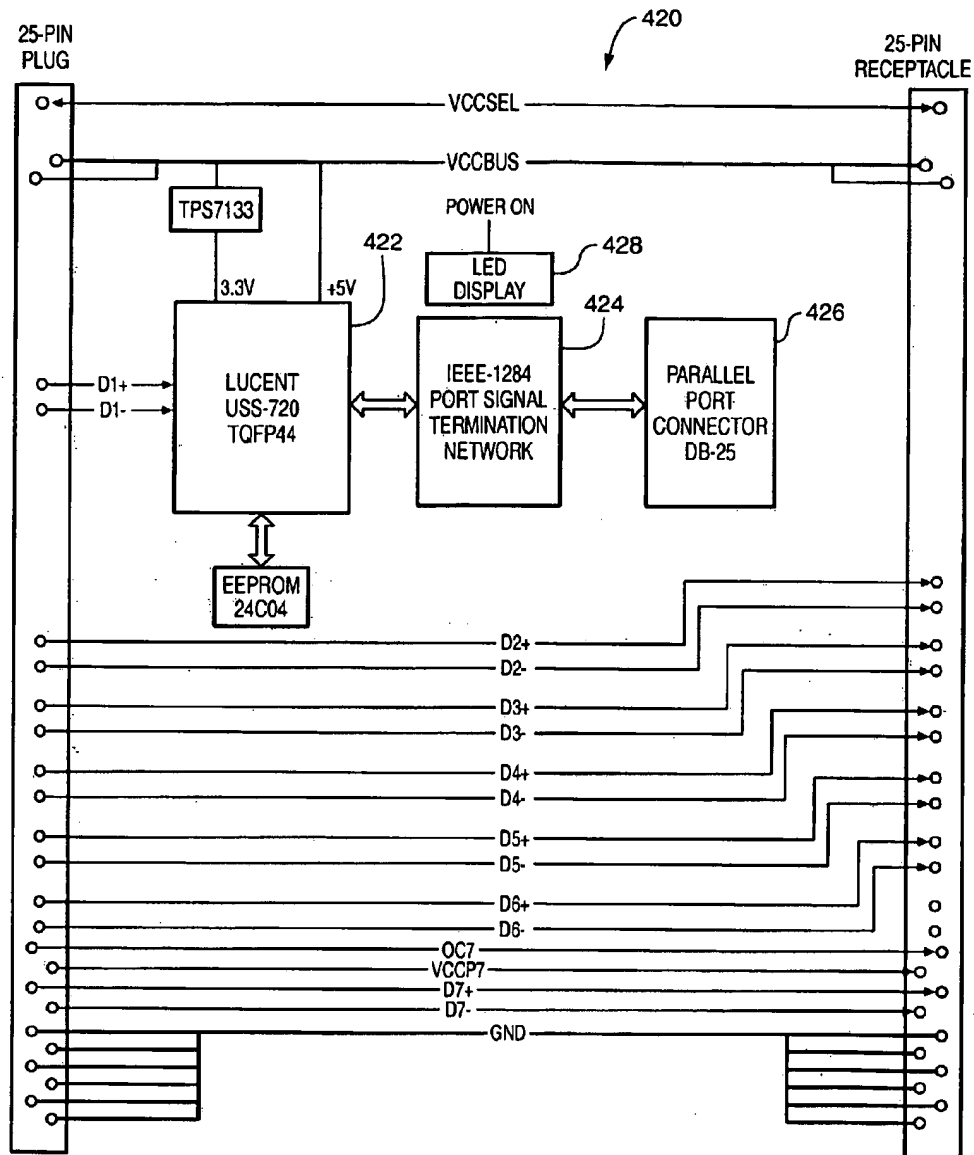 420
25-PIN
PLUG
25-PIN
RECEPTACLE
VCCSEL
VCCBUS
TPS7133
POWER ON
422
428
LED
DISPLAY
3.3V
+5V
424
426
LUCENT
USS-720
TQFP44
IEEE-1284
PORT SIGNAL
TERMINATION
NETWORK
PARALLEL
PORT
CONNECTOR
DB-25
D1+
D1-
EEPROM
24C04
D2+
D2-
D3+
D3-
D4+
D4-
D5+
D5-
D6+
D6-
OC7
VCCP7
D7+
D7-
GND